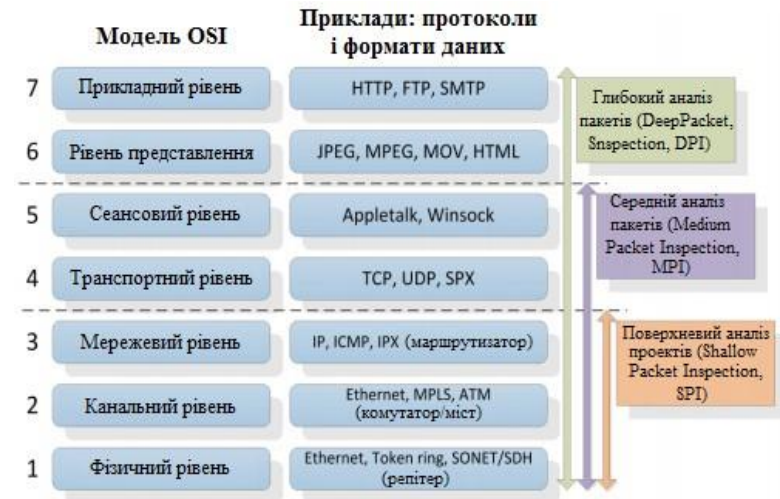 Модель OSI
Приклади: протоколи
і формати даних
7
Прикладний рівень
HTTP, FTP, SMTP
6
Рівень представлення
JPEG, MPEG, MOV, HTML
5
Сеансовий рівень
Appletalk, Winsock
4
Транспортний рівень
TCP, UDP, SPX
3
Мережевий рівень
IP, ICMP, IPX (маршрутизатор)
2
Канальний рівень
Ethernet, MPLS, ATM
(комутатор/міст)
1
Фізичний рівень
Ethernet, Token ring, SONET/SDH
(репітер)
Глибокий аналіз
пакетів (DeepPacket,
Snspection, DPI)
Середній аналіз
пакетів (Medium
Packet Inspection,
MPI)
Поверхневий аналіз
проектів (Shallow
Packet Inspection,
SPI)